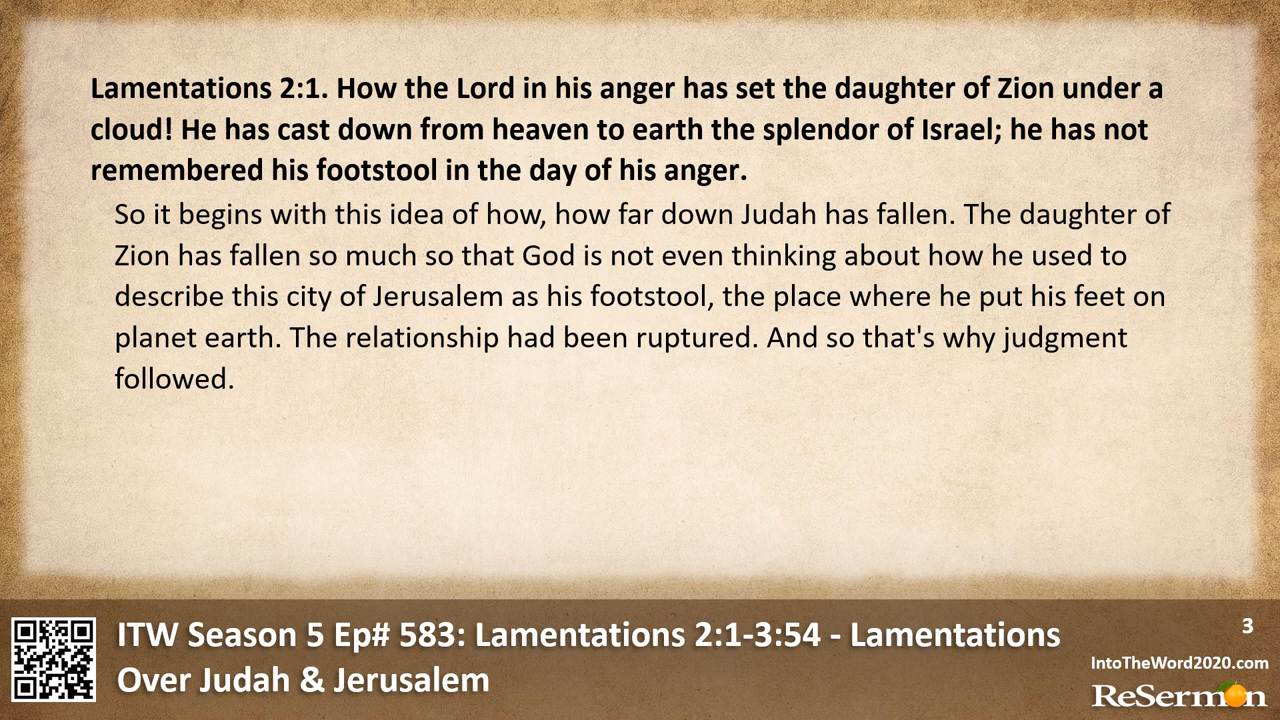 Lamentations 2:1. How the Lord in his anger has set the daughter of Zion under a
cloud! He has cast down from heaven to earth the splendor of Israel; he has not
remembered his footstool in the day of his anger.
So it begins with this idea of how, how far down Judah has fallen. The daughter of
Zion has fallen so much so that God is not even thinking about how he used to
describe this city of Jerusalem as his footstool, the place where he put his feet on
planet earth. The relationship had been ruptured. And so that's why judgment
followed.
ITW Season 5 Ep# 583: Lamentations 2:1-3:54 - Lamentations
Over Judah & Jerusalem
3
IntoTheWord2020.com
ReSermon